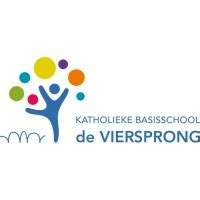 KATHOLIEKE BASISSCHOOL
de VIERSPRONG